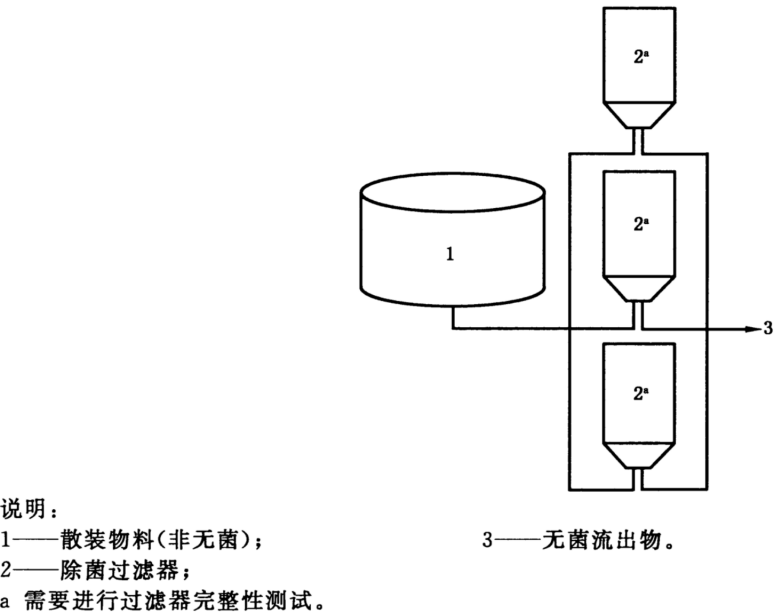 2a
2a
1
3
2a
说明：
1——散装物料(非无菌)； 3——无菌流出物。
2——除菌过滤器；
a 需要进行过滤器完整性测试。